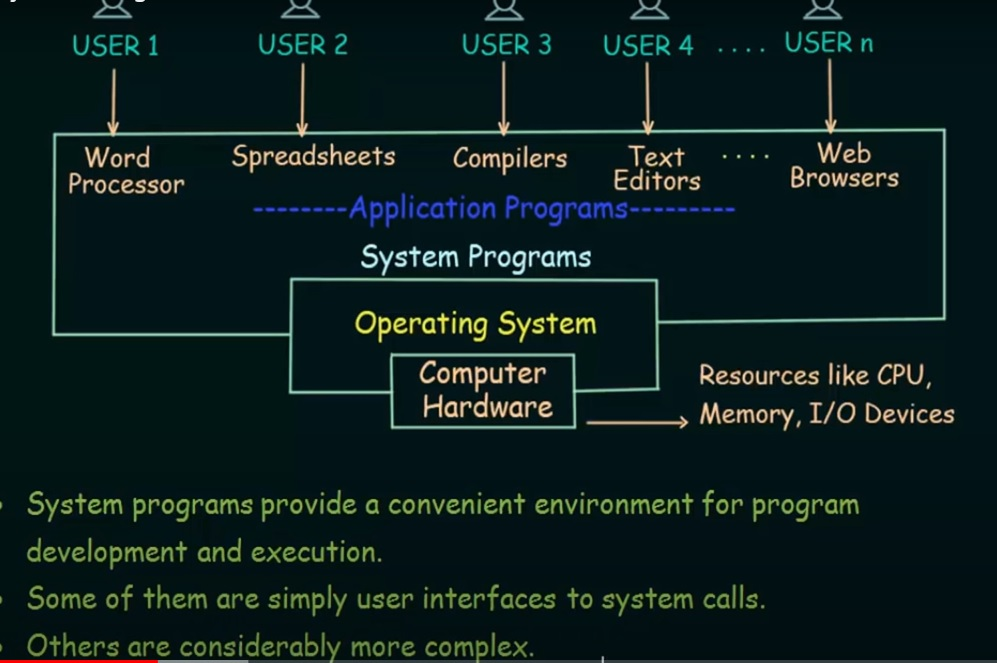 USER 1 USER 2 USER 3 USER 4 .... USER n
Word Spreadsheets Compilers Text .... Web
Processor Editors Browsers
--------Application Programs---------
System Programs
Operating System
Computer
Hardware
Resources like CPU,
Memory, I/O Devices
System programs provide a convenient environment for program
development and execution.
Some of them are simply user interfaces to system calls.
Others are considerably more complex.